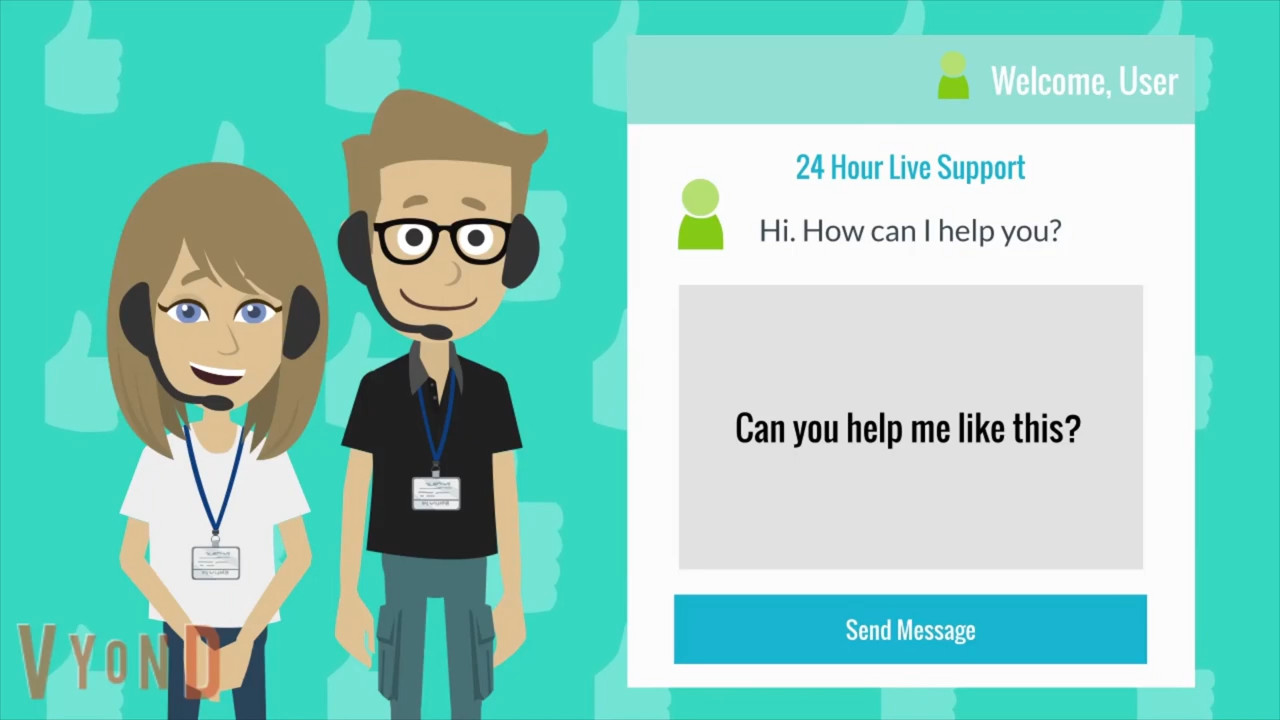 Welcome, User
24 Hour Live Support
Hi. How can I help you?
Can you help me like this?
Send Message
VYOND